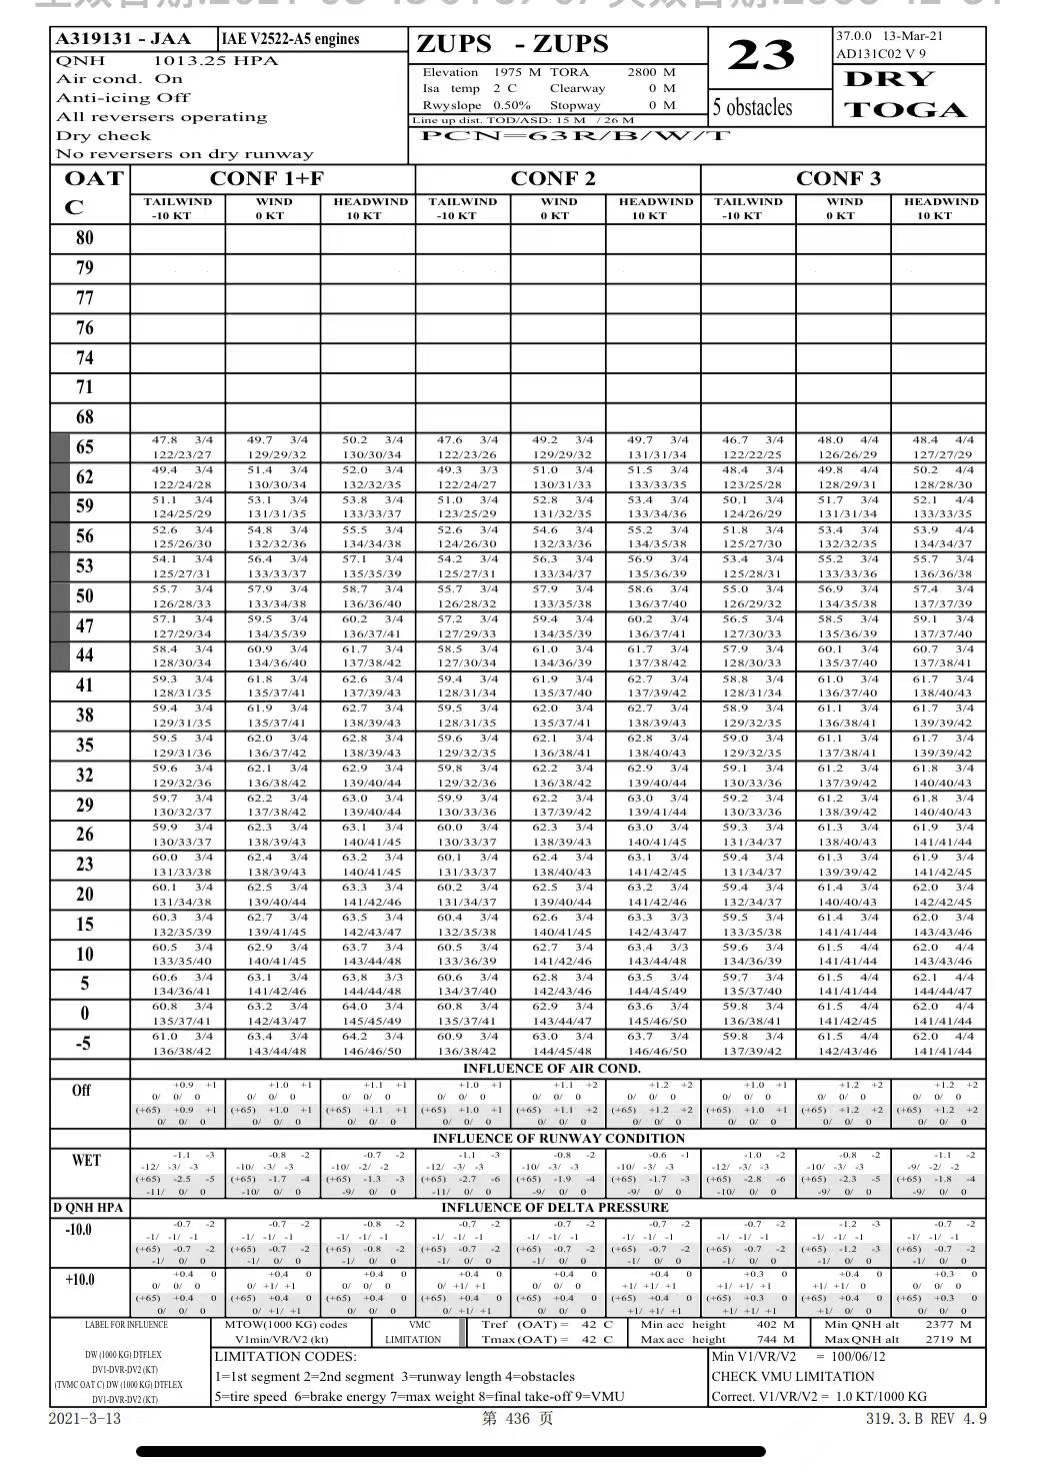 A319131 - JAA IAE V2522-A5 engines ZUPS - ZUPS 23 37.0.0 13-Mar-21
AD131C02 V 9
QNH 1013.25 HPA
Air cond. On
Anti-icing Off
All reversers operating
Dry check
No reversers on dry runway
Elevation 1975 M TORA 2800 M
Isa temp 2 C Clearway 0 M
Rwy slope 0.50% Stopway 0 M
Line up dist. TOD/ASD: 15 M / 26 M
5 obstacles
DRY
TOGA
PCN=63R/B/W/T
OAT CONF 1+F CONF 2 CONF 3
C TAILWIND WIND HEADWIND TAILWIND WIND HEADWIND TAILWIND WIND HEADWIND
-10 KT 0 KT 10 KT -10 KT 0 KT 10 KT -10 KT 0 KT 10 KT
80
79
77
76
74
71
68
65 47.8 3/4 49.7 3/4 50.2 3/4 47.6 3/4 49.2 3/4 49.7 3/4 46.7 3/4 48.0 4/4 48.4 4/4
122/23/27 129/29/32 130/30/34 122/23/26 129/29/32 131/31/34 122/22/25 126/26/29 127/27/29
62 49.4 3/4 51.4 3/4 52.0 3/4 49.3 3/3 51.0 3/4 51.5 3/4 48.4 3/4 49.8 4/4 50.2 4/4
122/24/28 130/30/34 132/32/35 122/24/27 130/31/33 133/33/35 123/25/28 128/29/31 128/28/30
59 51.1 3/4 53.1 3/4 53.8 3/4 51.0 3/4 52.8 3/4 53.4 3/4 50.1 3/4 51.7 3/4 52.1 4/4
124/25/29 131/31/35 133/33/37 123/25/29 131/32/35 133/34/36 124/26/29 131/31/34 133/33/35
56 52.6 3/4 54.8 3/4 55.5 3/4 52.6 3/4 54.6 3/4 55.2 3/4 51.8 3/4 53.4 3/4 53.9 4/4
125/26/30 132/32/36 134/34/38 124/26/30 132/33/36 134/35/38 125/27/30 132/32/35 134/34/37
53 54.1 3/4 56.4 3/4 57.1 3/4 54.2 3/4 56.3 3/4 56.9 3/4 53.4 3/4 55.2 3/4 55.7 3/4
125/27/31 133/33/37 135/35/39 125/27/31 133/34/37 135/36/39 125/28/31 133/33/36 136/36/38
50 55.7 3/4 57.9 3/4 58.7 3/4 55.7 3/4 57.9 3/4 58.6 3/4 55.0 3/4 56.9 3/4 57.4 3/4
126/28/33 133/34/38 136/36/40 126/28/32 133/35/38 136/37/40 126/29/32 134/35/38 137/37/39
47 57.1 3/4 59.5 3/4 60.2 3/4 57.2 3/4 59.4 3/4 60.2 3/4 56.5 3/4 58.5 3/4 59.1 3/4
127/29/34 134/35/39 136/37/41 127/29/33 134/35/39 136/37/41 127/30/33 135/36/39 137/37/40
44 58.4 3/4 60.9 3/4 61.7 3/4 58.5 3/4 61.0 3/4 61.7 3/4 57.9 3/4 60.1 3/4 60.7 3/4
128/30/34 134/36/40 137/38/42 127/30/34 134/36/39 137/38/42 128/30/33 135/37/40 137/38/41
41 59.3 3/4 61.8 3/4 62.6 3/4 59.4 3/4 61.9 3/4 62.7 3/4 58.8 3/4 61.0 3/4 61.7 3/4
128/31/35 135/37/41 137/39/43 128/31/34 135/37/40 137/39/42 128/31/34 136/37/40 138/40/43
38 59.4 3/4 61.9 3/4 62.7 3/4 59.5 3/4 62.0 3/4 62.7 3/4 58.9 3/4 61.1 3/4 61.7 3/4
129/31/35 135/37/41 138/39/43 128/31/35 135/37/41 138/39/43 129/32/35 136/38/41 139/39/42
35 59.5 3/4 62.0 3/4 62.8 3/4 59.6 3/4 62.1 3/4 62.8 3/4 59.0 3/4 61.1 3/4 61.7 3/4
129/31/36 136/37/42 138/39/43 129/32/35 136/38/41 138/40/43 129/32/35 137/38/41 139/39/42
32 59.6 3/4 62.1 3/4 62.9 3/4 59.8 3/4 62.2 3/4 62.9 3/4 59.1 3/4 61.2 3/4 61.8 3/4
129/32/36 136/38/42 139/40/44 129/32/36 136/38/42 139/40/44 130/33/36 137/39/42 140/40/43
29 59.7 3/4 62.2 3/4 63.0 3/4 59.9 3/4 62.2 3/4 63.0 3/4 59.2 3/4 61.2 3/4 61.8 3/4
130/32/37 137/38/42 139/40/44 130/33/36 137/39/42 139/41/44 130/33/36 138/39/42 140/40/43
26 59.9 3/4 62.3 3/4 63.1 3/4 60.0 3/4 62.3 3/4 63.0 3/4 59.3 3/4 61.3 3/4 61.9 3/4
130/33/37 138/39/43 140/41/45 130/33/37 138/39/43 140/41/45 131/34/37 138/40/43 141/41/44
23 60.0 3/4 62.4 3/4 63.2 3/4 60.1 3/4 62.4 3/4 63.1 3/4 59.4 3/4 61.3 3/4 61.9 3/4
131/33/38 138/39/43 140/41/45 131/33/37 138/40/43 141/42/45 131/34/37 139/39/42 141/42/45
20 60.1 3/4 62.5 3/4 63.3 3/4 60.2 3/4 62.5 3/4 63.2 3/4 59.4 3/4 61.4 3/4 62.0 3/4
131/34/38 139/40/44 141/42/46 131/34/37 139/40/44 141/42/46 132/34/37 140/40/43 142/42/45
15 60.3 3/4 62.7 3/4 63.5 3/4 60.4 3/4 62.6 3/4 63.3 3/3 59.5 3/4 61.4 3/4 62.0 3/4
132/35/39 139/41/45 142/43/47 132/35/38 140/41/45 142/43/47 133/35/38 141/41/44 143/43/46
10 60.5 3/4 62.9 3/4 63.7 3/4 60.5 3/4 62.7 3/4 63.4 3/3 59.6 3/4 61.5 4/4 62.0 4/4
133/35/40 140/41/45 143/44/48 133/36/39 141/42/46 143/44/48 134/36/39 141/41/44 143/43/46
5 60.6 3/4 63.1 3/4 63.8 3/3 60.6 3/4 62.8 3/4 63.5 3/4 59.7 3/4 61.5 4/4 62.1 4/4
134/36/41 141/42/46 144/44/48 134/37/40 142/43/46 144/45/49 135/37/40 141/41/44 144/44/47
0 60.8 3/4 63.2 3/4 64.0 3/4 60.8 3/4 62.9 3/4 63.6 3/4 59.8 3/4 61.5 4/4 62.0 4/4
135/37/41 142/43/47 145/45/49 135/37/41 143/44/47 145/46/50 136/38/41 141/42/45 141/41/44
-5 61.0 3/4 63.4 3/4 64.2 3/4 60.9 3/4 63.0 3/4 63.7 3/4 59.8 3/4 61.5 4/4 62.0 4/4
136/38/42 143/44/48 146/46/50 136/38/42 144/45/48 146/46/50 137/39/42 142/43/46 141/41/44
INFLUENCE OF AIR COND.
Off +0.9 +1 +1.0 +1 +1.1 +1 +1.0 +1 +1.1 +2 +1.2 +2 +1.0 +1 +1.2 +2 +1.2 +2
0/ 0/ 0 0/ 0/ 0 0/ 0/ 0 0/ 0/ 0 0/ 0/ 0 0/ 0/ 0 0/ 0/ 0 0/ 0/ 0 0/ 0/ 0
(+65) +0.9 +1 (+65) +1.0 +1 (+65) +1.1 +1 (+65) +1.0 +1 (+65) +1.1 +2 (+65) +1.2 +2 (+65) +1.0 +1 (+65) +1.2 +2 (+65) +1.2 +2
0/ 0/ 0 0/ 0/ 0 0/ 0/ 0 0/ 0/ 0 0/ 0/ 0 0/ 0/ 0 0/ 0/ 0 0/ 0/ 0 0/ 0/ 0
INFLUENCE OF RUNWAY CONDITION
WET -1.1 -3 -0.8 -2 -0.7 -2 -1.1 -3 -0.8 -2 -0.6 -1 -1.0 -2 -0.8 -2 -1.1 -2
-12/ -3/ -3 -10/ -3/ -3 -10/ -2/ -2 -12/ -3/ -3 -10/ -3/ -3 -10/ -3/ -3 -12/ -3/ -3 -10/ -3/ -3 -9/ -2/ -2
(+65) -2.5 -5 (+65) -1.7 -4 (+65) -1.3 -3 (+65) -2.7 -6 (+65) -1.9 -4 (+65) -1.7 -3 (+65) -2.8 -6 (+65) -2.3 -5 (+65) -1.8 -4
-11/ 0/ 0 -10/ 0/ 0 -9/ 0/ 0 -11/ 0/ 0 -9/ 0/ 0 -9/ 0/ 0 -10/ 0/ 0 -9/ 0/ 0 -9/ 0/ 0
D QNH HPA INFLUENCE OF DELTA PRESSURE
-10.0 -0.7 -2 -0.7 -2 -0.8 -2 -0.7 -2 -0.7 -2 -0.7 -2 -0.7 -2 -1.2 -3 -0.7 -2
-1/ -1/ -1 -1/ -1/ -1 -1/ -1/ -1 -1/ -1/ -1 -1/ -1/ -1 -1/ -1/ -1 -1/ -1/ -1 -1/ -1/ -1 -1/ -1/ -1
(+65) -0.7 -2 (+65) -0.7 -2 (+65) -0.8 -2 (+65) -0.7 -2 (+65) -0.7 -2 (+65) -0.7 -2 (+65) -0.7 -2 (+65) -1.2 -3 (+65) -0.7 -2
-1/ 0/ 0 -1/ 0/ 0 -1/ 0/ 0 -1/ 0/ 0 -1/ 0/ 0 -1/ 0/ 0 -1/ 0/ 0 -1/ 0/ 0 -1/ 0/ 0
+10.0 +0.4 0 +0.4 0 +0.4 0 +0.4 0 +0.4 0 +0.4 0 +0.3 0 +0.4 0 +0.3 0
0/ 0/ 0 0/ +1/ +1 0/ 0/ 0 0/ +1/ +1 0/ 0/ 0 +1/ +1/ +1 +1/ +1/ +1 +1/ +1/ 0 0/ 0/ 0
(+65) +0.4 0 (+65) +0.4 0 (+65) +0.4 0 (+65) +0.4 0 (+65) +0.4 0 (+65) +0.4 0 (+65) +0.3 0 (+65) +0.4 0 (+65) +0.3 0
0/ 0/ 0 0/ +1/ +1 0/ 0/ 0 0/ +1/ +1 0/ 0/ 0 +1/ +1/ +1 +1/ +1/ +1 +1/ 0/ 0 0/ 0/ 0
LABEL FOR INFLUENCE MTOW(1000 KG) codes VMC Tref (OAT) = 42 C Min acc height 402 M Min QNH alt 2377 M
V1min/VR/V2 (kt) LIMITATION Tmax(OAT) = 42 C Max acc height 744 M Max QNH alt 2719 M
DW (1000 KG) DTFLEX
DV1-DVR-DV2 (KT)
(TVMC OAT C) DW (1000 KG) DTFLEX
DV1-DVR-DV2 (KT)
LIMITATION CODES:
1=1st segment 2=2nd segment 3=runway length 4=obstacles
5=tire speed 6=brake energy 7=max weight 8=final take-off 9=VMU
Min V1/VR/V2 = 100/06/12
CHECK VMU LIMITATION
Correct. V1/VR/V2 = 1.0 KT/1000 KG
2021-3-13 第 436 页 319.3.B REV 4.9